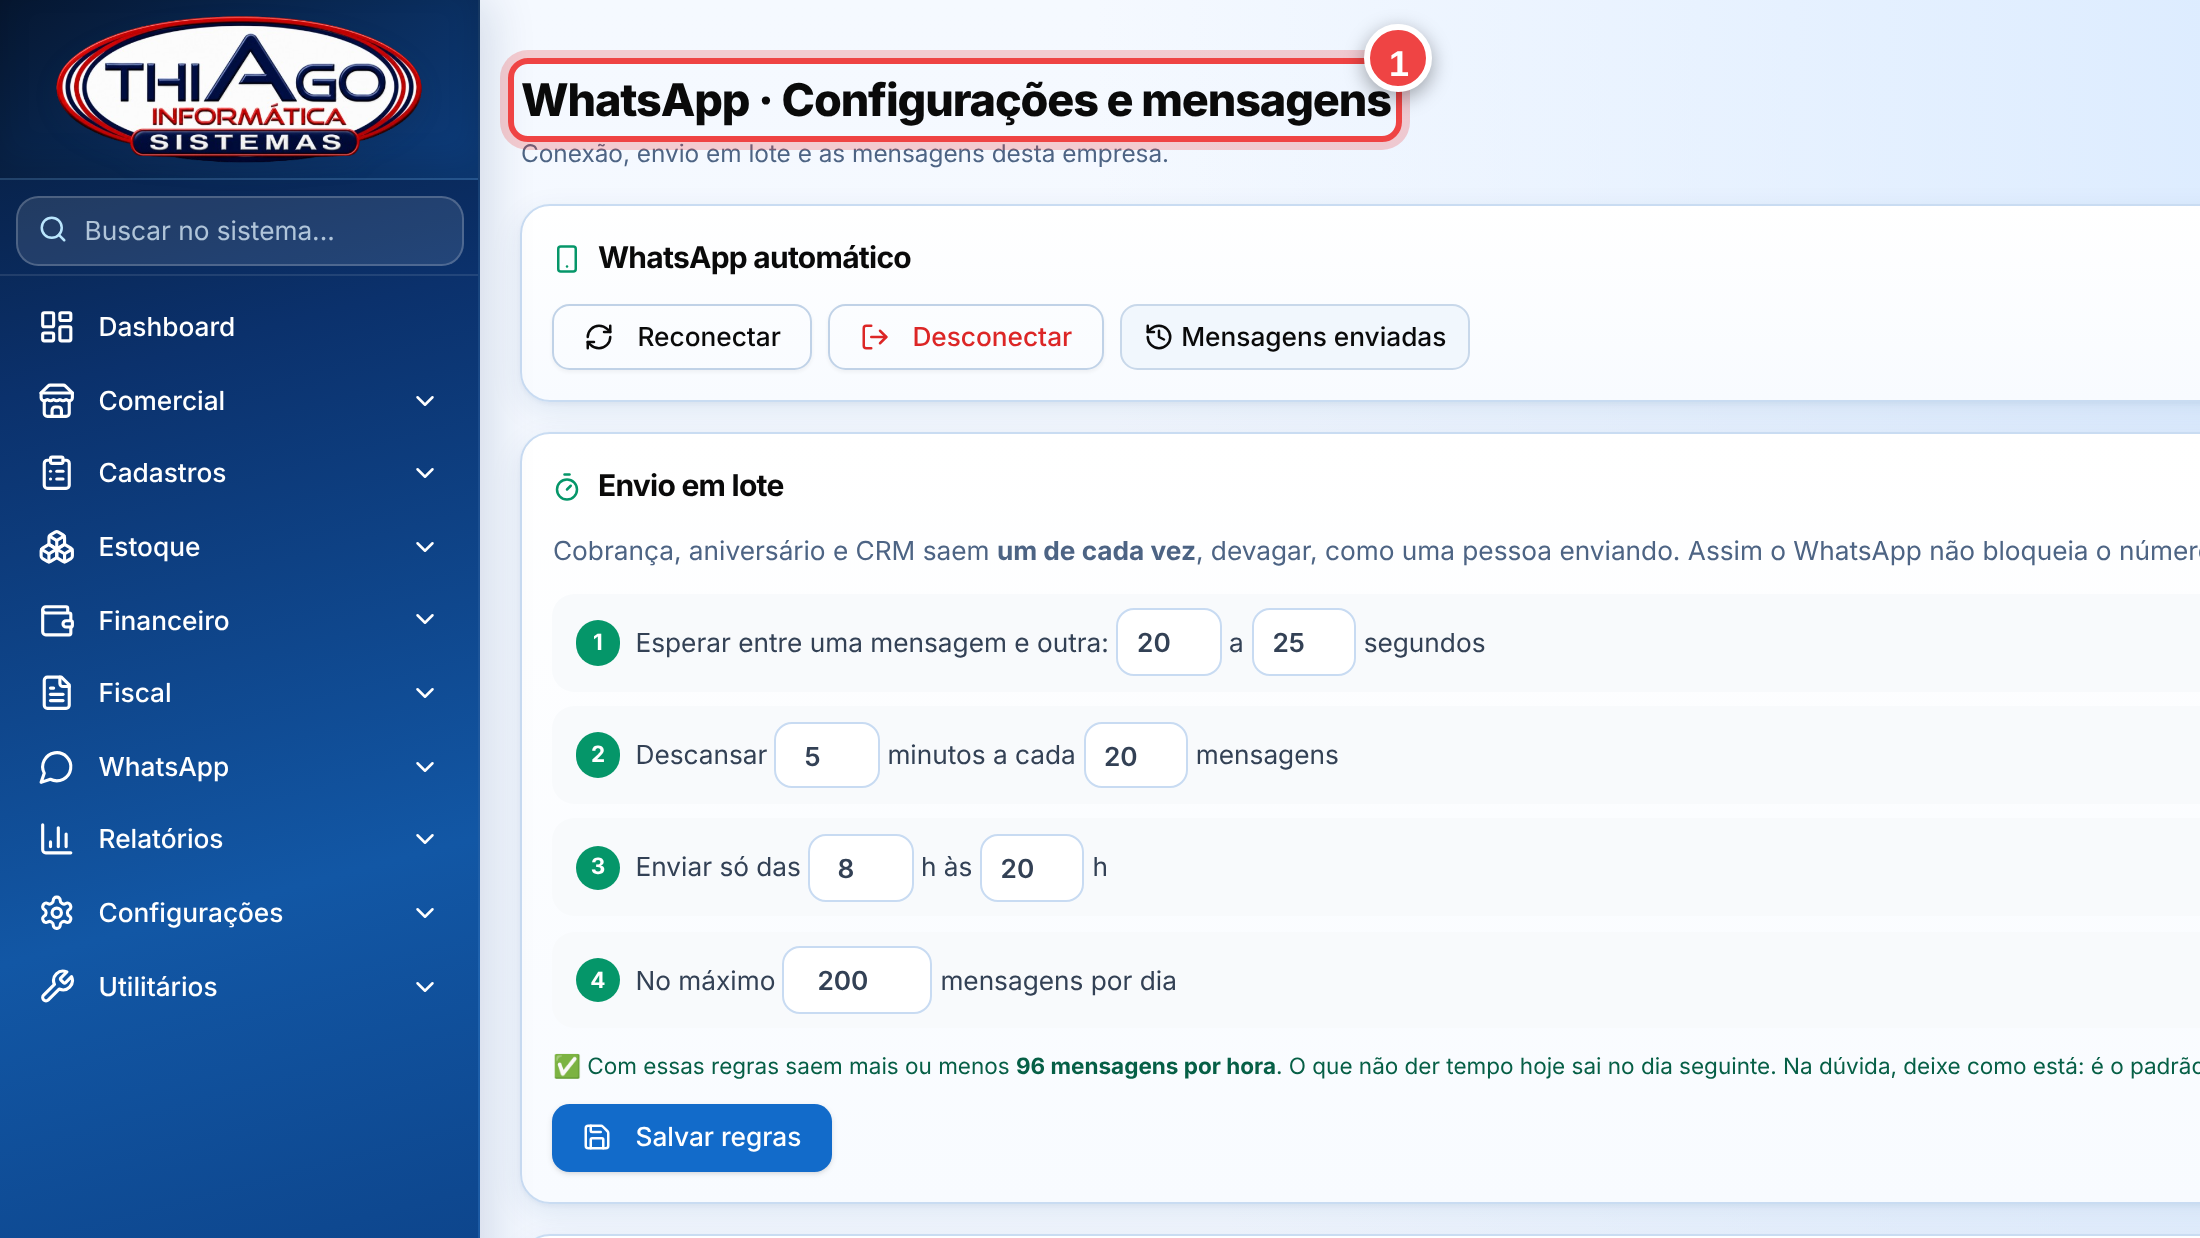 THIAGO
INFORMÁTICA
SISTEMAS
Buscar no sistema...
Dashboard
Comercial
Cadastros
Estoque
Financeiro
Fiscal
WhatsApp
Relatórios
Configurações
Utilitários
1
WhatsApp · Configurações e mensagens
Conexão, envio em lote e as mensagens desta empresa.
WhatsApp automático
Reconectar
Desconectar
Mensagens enviadas
Envio em lote
Cobrança, aniversário e CRM saem um de cada vez, devagar, como uma pessoa enviando. Assim o WhatsApp não bloqueia o númer
1 Esperar entre uma mensagem e outra: 20 a 25 segundos
2 Descansar 5 minutos a cada 20 mensagens
3 Enviar só das 8 h às 20 h
4 No máximo 200 mensagens por dia
✅ Com essas regras saem mais ou menos 96 mensagens por hora. O que não der tempo hoje sai no dia seguinte. Na dúvida, deixe como está: é o padrão
Salvar regras